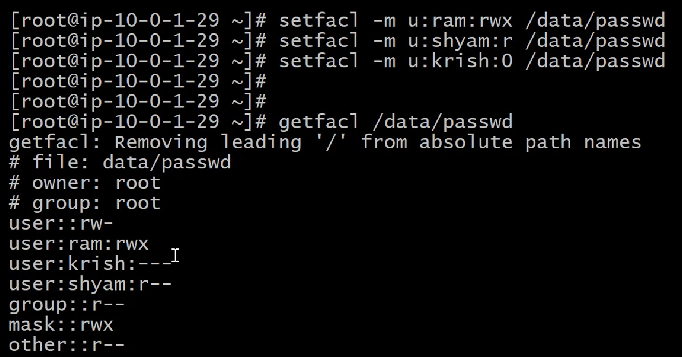 [root@ip-10-0-1-29 ~]# setfacl -m u:ram:rwx /data/passwd
[root@ip-10-0-1-29 ~]# setfacl -m u:shyam:r /data/passwd
[root@ip-10-0-1-29 ~]# setfacl -m u:krish:0 /data/passwd
[root@ip-10-0-1-29 ~]#
[root@ip-10-0-1-29 ~]#
[root@ip-10-0-1-29 ~]# getfacl /data/passwd
getfacl: Removing leading '/' from absolute path names
# file: data/passwd
# owner: root
# group: root
user::rw-
user:ram:rwx
user:krish:---
user:shyam:r--
group::r--
mask::rwx
other::r--